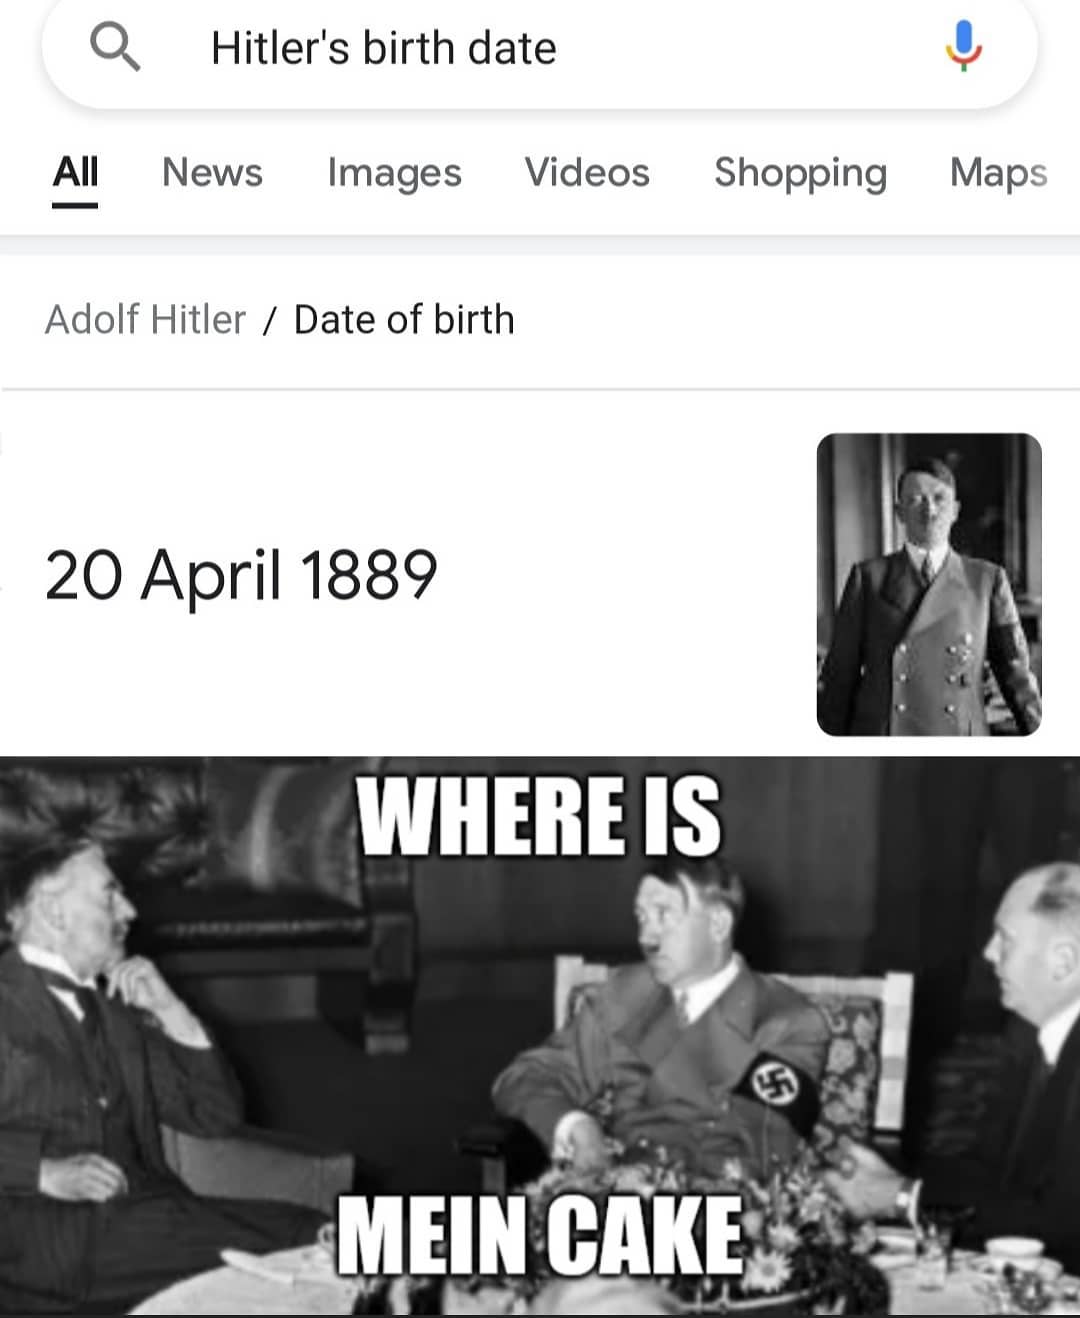 Hitler's birth date
All News Images Videos Shopping Maps
Adolf Hitler / Date of birth
20 April 1889
WHERE IS
MEIN CAKE